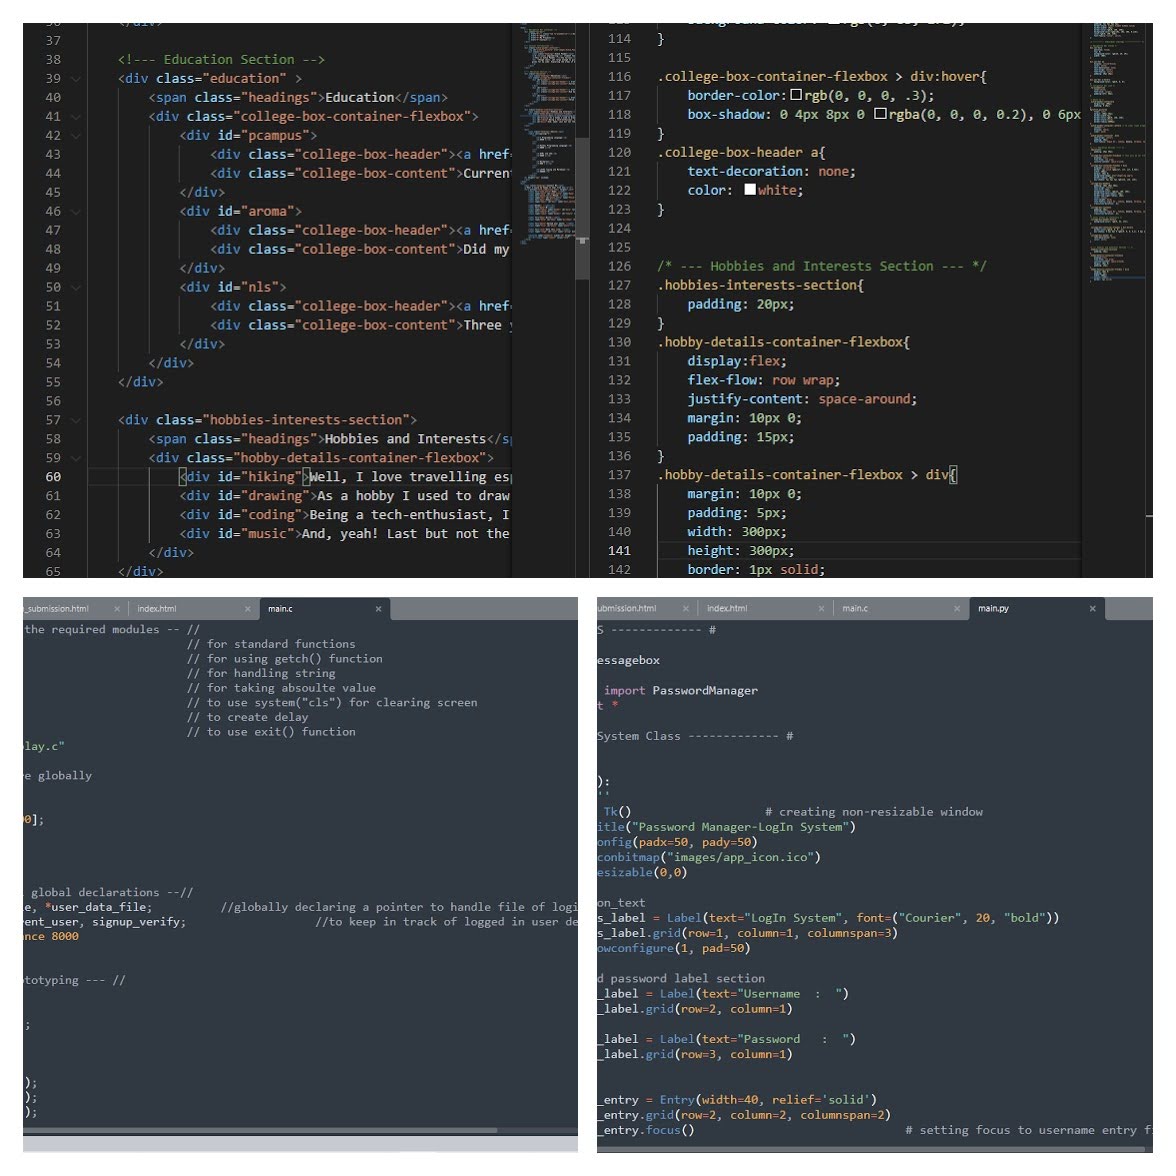 37
38 <!--- Education Section -->
39 <div class="education" >
40 <span class="headings">Education</span>
41 <div class="college-box-container-flexbox">
42 <div id="pcampus">
43 <div class="college-box-header"><a href
44 <div class="college-box-content">Current
45 </div>
46 <div id="aroma">
47 <div class="college-box-header"><a href
48 <div class="college-box-content">Did my
49 </div>
50 <div id="nls">
51 <div class="college-box-header"><a href
52 <div class="college-box-content">Three
53 </div>
54 </div>
55 </div>
56
57 <div class="hobbies-interests-section">
58 <span class="headings">Hobbies and Interests</s
59 <div class="hobby-details-container-flexbox">
60 <div id="hiking">Well, I love travelling es
61 <div id="drawing">As a hobby I used to draw
62 <div id="coding">Being a tech-enthusiast, I
63 <div id="music">And, yeah! Last but not the
64 </div>
65 </div>
114 }
115
116 .college-box-container-flexbox > div:hover{
117 border-color: rgb(0, 0, 0, .3);
118 box-shadow: 0 4px 8px 0 rgba(0, 0, 0, 0.2), 0 6px
119 }
120 .college-box-header a{
121 text-decoration: none;
122 color: white;
123 }
124
125
126 /* --- Hobbies and Interests Section --- */
127 .hobbies-interests-section{
128 padding: 20px;
129 }
130 .hobby-details-container-flexbox{
131 display:flex;
132 flex-flow: row wrap;
133 justify-content: space-around;
134 margin: 10px 0;
135 padding: 15px;
136 }
137 .hobby-details-container-flexbox > div{
138 margin: 10px 0;
139 padding: 5px;
140 width: 300px;
141 height: 300px;
142 border: 1px solid;
_submission.html × index.html × main.c ×
the required modules -- //
// for standard functions
// for using getch() function
// for handling string
// for taking absoulte value
// to use system("cls") for clearing screen
// to create delay
// to use exit() function
lay.c"
e globally
0];
global declarations --//
e, *user_data_file; //globally declaring a pointer to handle file of logi
ent_user, signup_verify; //to keep in track of logged in user de
nce 8000
totyping --- //
;
);
);
);
ubmission.html × index.html × main.c × main.py ×
S ------------- #
essagebox
import PasswordManager
t *
System Class ------------- #
):
''
Tk() # creating non-resizable window
itle("Password Manager-LogIn System")
onfig(padx=50, pady=50)
conbitmap("images/app_icon.ico")
esizable(0,0)
on_text
s_label = Label(text="LogIn System", font=("Courier", 20, "bold"))
s_label.grid(row=1, column=1, columnspan=3)
owconfigure(1, pad=50)
d password label section
_label = Label(text="Username  :  ")
_label.grid(row=2, column=1)
_label = Label(text="Password   :  ")
_label.grid(row=3, column=1)
_entry = Entry(width=40, relief='solid')
_entry.grid(row=2, column=2, columnspan=2)
_entry.focus() # setting focus to username entry f